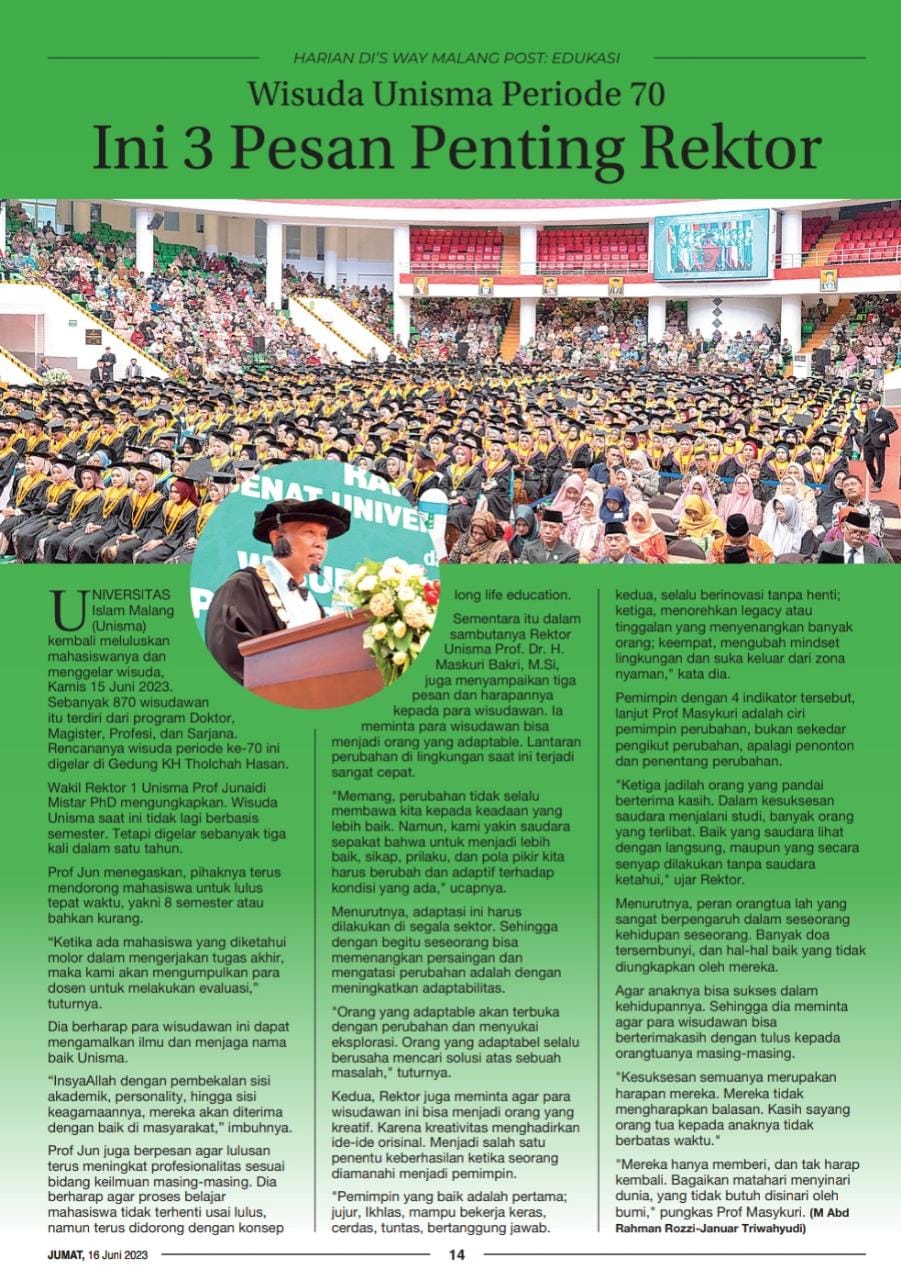 HARIAN DI'S WAY MALANG POST: EDUKASI
Wisuda Unisma Periode 70
Ini 3 Pesan Penting Rektor
ENAT UNIVE
UNIVERSITAS
Islam Malang
(Unisma)
kembali meluluskan
mahasiswanya dan
menggelar wisuda,
Kamis 15 Juni 2023.
Sebanyak 870 wisudawan
itu terdiri dari program Doktor,
Magister, Profesi, dan Sarjana.
Rencananya wisuda periode ke-70 ini
digelar di Gedung KH Tholchah Hasan.
Wakil Rektor 1 Unisma Prof Junaidi
Mistar PhD mengungkapkan. Wisuda
Unisma saat ini tidak lagi berbasis
semester. Tetapi digelar sebanyak tiga
kali dalam satu tahun.
Prof Jun menegaskan, pihaknya terus
mendorong mahasiswa untuk lulus
tepat waktu, yakni 8 semester atau
bahkan kurang.
“Ketika ada mahasiswa yang diketahui
molor dalam mengerjakan tugas akhir,
maka kami akan mengumpulkan para
dosen untuk melakukan evaluasi,”
tuturnya.
Dia berharap para wisudawan ini dapat
mengamalkan ilmu dan menjaga nama
baik Unisma.
“InsyaAllah dengan pembekalan sisi
akademik, personality, hingga sisi
keagamaannya, mereka akan diterima
dengan baik di masyarakat,” imbuhnya.
Prof Jun juga berpesan agar lulusan
terus meningkat profesionalitas sesuai
bidang keilmuan masing-masing. Dia
berharap agar proses belajar
mahasiswa tidak terhenti usai lulus,
namun terus didorong dengan konsep
long life education.
Sementara itu dalam
sambutanya Rektor
Unisma Prof. Dr. H.
Maskuri Bakri, M.Si,
juga menyampaikan tiga
pesan dan harapannya
kepada para wisudawan. Ia
meminta para wisudawan bisa
menjadi orang yang adaptable. Lantaran
perubahan di lingkungan saat ini terjadi
sangat cepat.
"Memang, perubahan tidak selalu
membawa kita kepada keadaan yang
lebih baik. Namun, kami yakin saudara
sepakat bahwa untuk menjadi lebih
baik, sikap, prilaku, dan pola pikir kita
harus berubah dan adaptif terhadap
kondisi yang ada," ucapnya.
Menurutnya, adaptasi ini harus
dilakukan di segala sektor. Sehingga
dengan begitu seseorang bisa
memenangkan persaingan dan
mengatasi perubahan adalah dengan
meningkatkan adaptabilitas.
"Orang yang adaptable akan terbuka
dengan perubahan dan menyukai
eksplorasi. Orang yang adaptabel selalu
berusaha mencari solusi atas sebuah
masalah," tuturnya.
Kedua, Rektor juga meminta agar para
wisudawan ini bisa menjadi orang yang
kreatif. Karena kreativitas menghadirkan
ide-ide orisinal. Menjadi salah satu
penentu keberhasilan ketika seorang
diamanahi menjadi pemimpin.
"Pemimpin yang baik adalah pertama;
jujur, Ikhlas, mampu bekerja keras,
cerdas, tuntas, bertanggung jawab.
kedua, selalu berinovasi tanpa henti;
ketiga, menorehkan legacy atau
tinggalan yang menyenangkan banyak
orang; keempat, mengubah mindset
lingkungan dan suka keluar dari zona
nyaman," kata dia.
Pemimpin dengan 4 indikator tersebut,
lanjut Prof Masykuri adalah ciri
pemimpin perubahan, bukan sekedar
pengikut perubahan, apalagi penonton
dan penentang perubahan.
"Ketiga jadilah orang yang pandai
berterima kasih. Dalam kesuksesan
saudara menjalani studi, banyak orang
yang terlibat. Baik yang saudara lihat
dengan langsung, maupun yang secara
senyap dilakukan tanpa saudara
ketahui," ujar Rektor.
Menurutnya, peran orangtua lah yang
sangat berpengaruh dalam seseorang
kehidupan seseorang. Banyak doa
tersembunyi, dan hal-hal baik yang tidak
diungkapkan oleh mereka.
Agar anaknya bisa sukses dalam
kehidupannya. Sehingga dia meminta
agar para wisudawan bisa
berterimakasih dengan tulus kepada
orangtuanya masing-masing.
"Kesuksesan semuanya merupakan
harapan mereka. Mereka tidak
mengharapkan balasan. Kasih sayang
orang tua kepada anaknya tidak
berbatas waktu."
"Mereka hanya memberi, dan tak harap
kembali. Bagaikan matahari menyinari
dunia, yang tidak butuh disinari oleh
bumi," pungkas Prof Masykuri. (M Abd
Rahman Rozzi-Januar Triwahyudi)
JUMAT, 16 Juni 2023
14